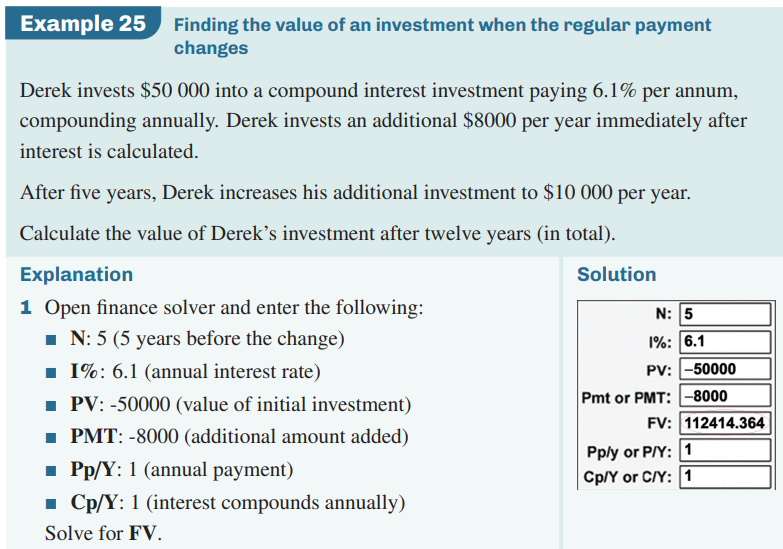 Example 25 Finding the value of an investment when the regular payment
changes
Derek invests $50 000 into a compound interest investment paying 6.1% per annum,
compounding annually. Derek invests an additional $8000 per year immediately after
interest is calculated.
After five years, Derek increases his additional investment to $10 000 per year.
Calculate the value of Derek's investment after twelve years (in total).
Explanation
1 Open finance solver and enter the following:
■ N: 5 (5 years before the change)
■ I%: 6.1 (annual interest rate)
■ PV: -50000 (value of initial investment)
■ PMT: -8000 (additional amount added)
■ Pp/Y: 1 (annual payment)
■ Cp/Y: 1 (interest compounds annually)
Solve for FV.
Solution
N: 5
I%: 6.1
PV: −50000
Pmt or PMT: −8000
FV: 112414.364
Pp/y or P/Y: 1
Cp/Y or C/Y: 1